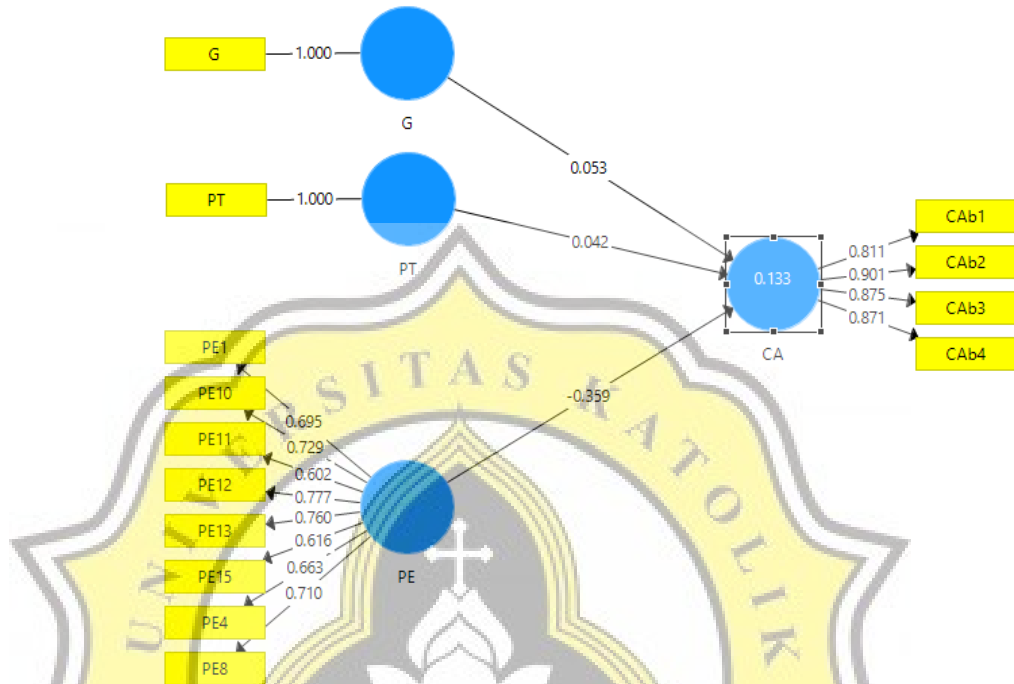 G
1.000
G
0.053
PT
1.000
PT
0.042
0.133
CA
0.811
CAb1
0.901
CAb2
0.875
CAb3
0.871
CAb4
-0.359
PE1
0.695
PE10
0.729
PE11
0.602
PE12
0.777
PE13
0.760
PE15
0.616
PE4
0.663
PE8
0.710
PE
UNIVERSITAS KATOLIK